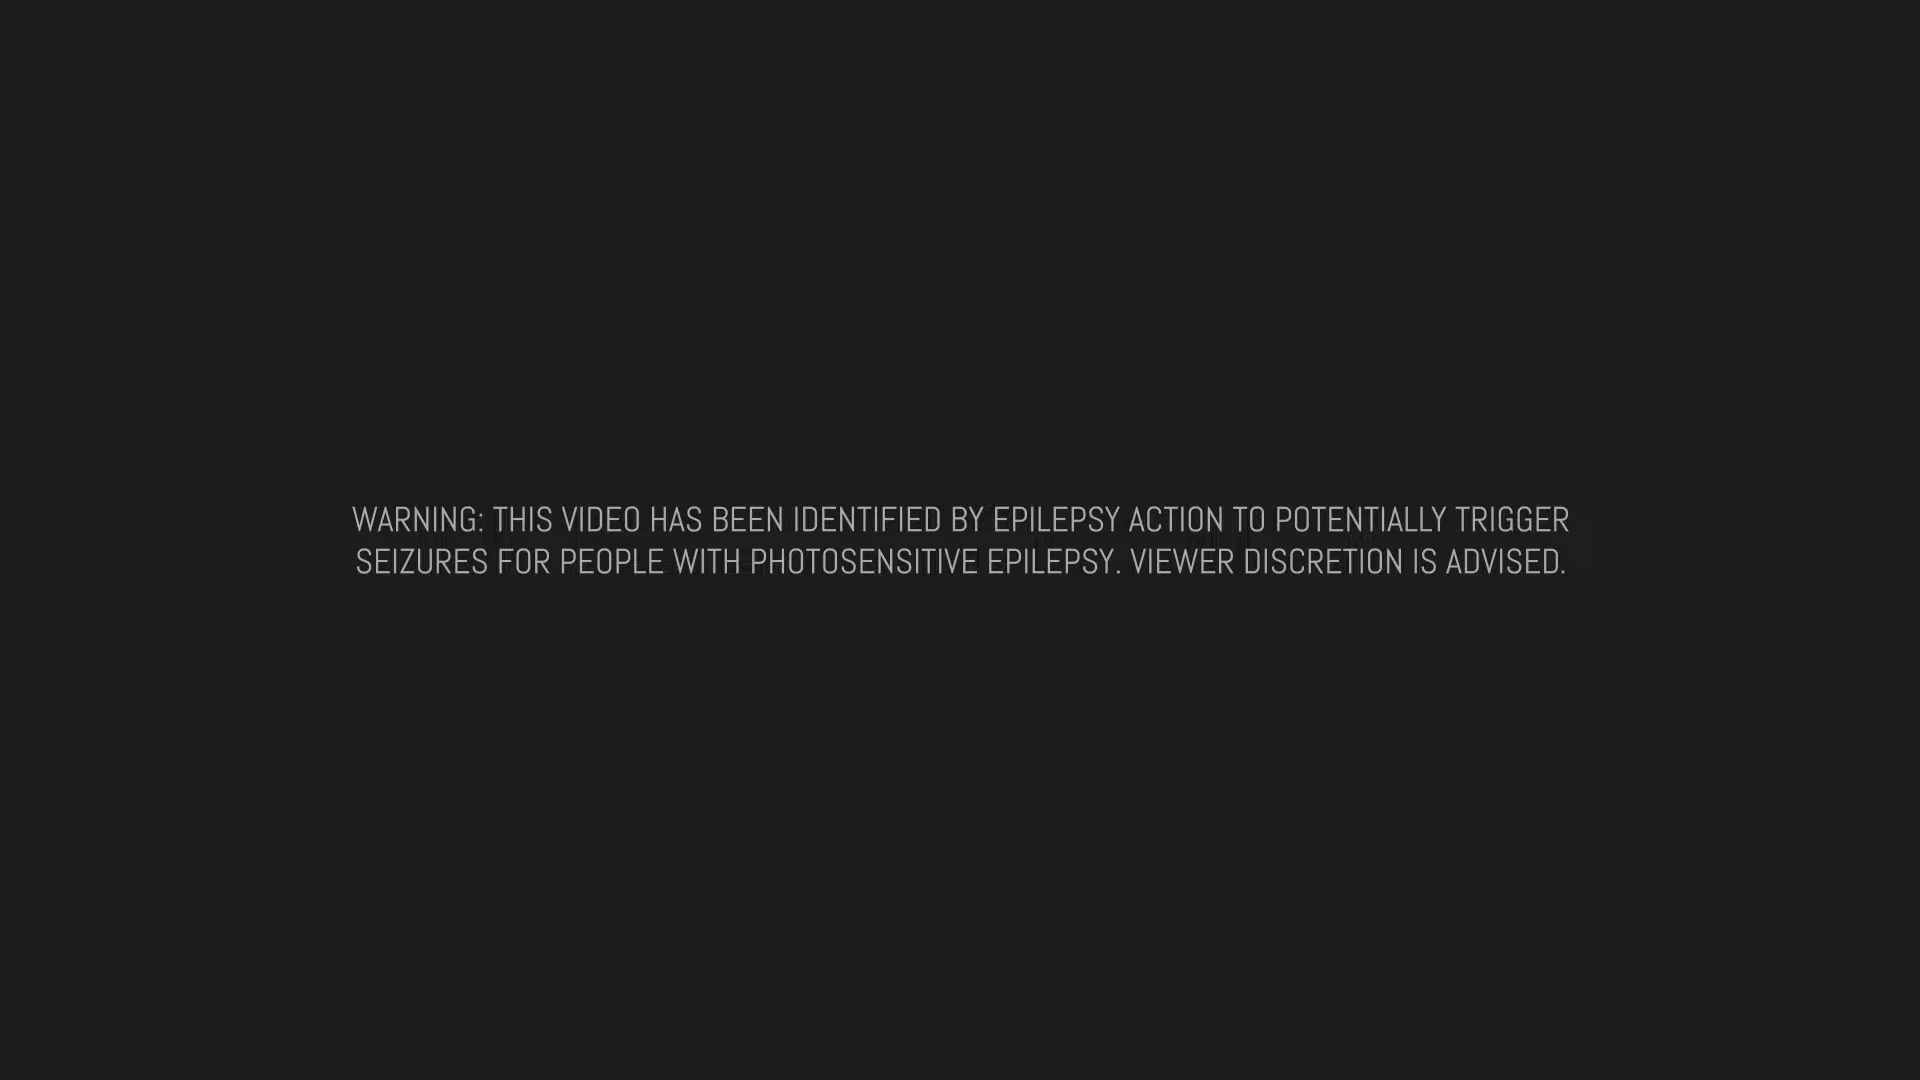 WARNING: THIS VIDEO HAS BEEN IDENTIFIED BY EPILEPSY ACTION TO POTENTIALLY TRIGGER
SEIZURES FOR PEOPLE WITH PHOTOSENSITIVE EPILEPSY. VIEWER DISCRETION IS ADVISED.